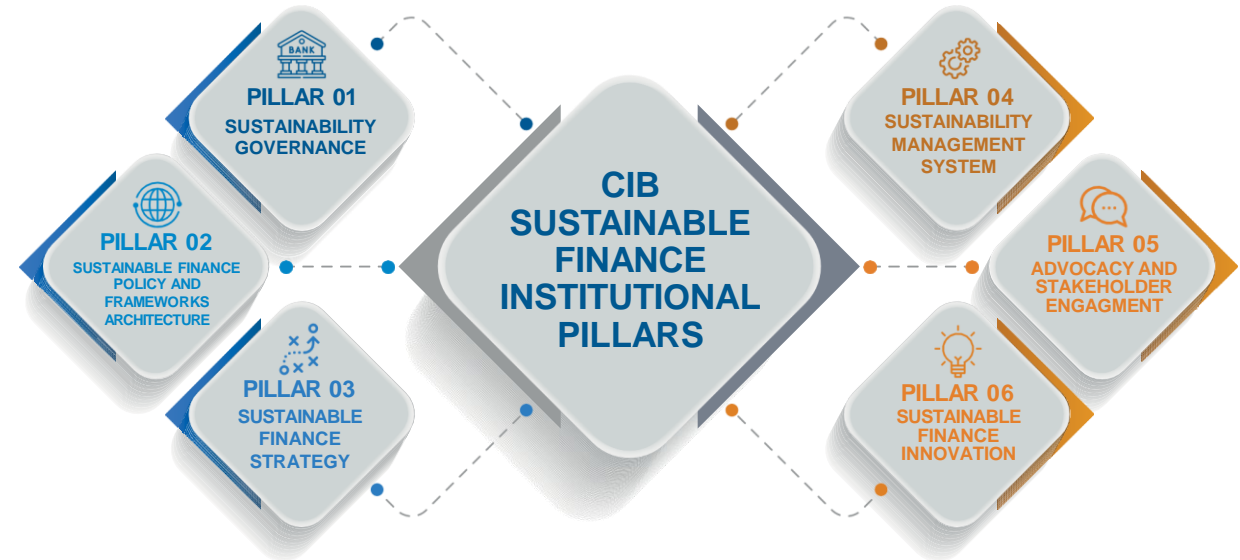 BANK
PILLAR 01
SUSTAINABILITY
GOVERNANCE
PILLAR 02
SUSTAINABLE FINANCE
POLICY AND
FRAMEWORKS
ARCHITECTURE
PILLAR 03
SUSTAINABLE
FINANCE
STRATEGY
CIB
SUSTAINABLE
FINANCE
INSTITUTIONAL
PILLARS
PILLAR 04
SUSTAINABILITY
MANAGEMENT
SYSTEM
PILLAR 05
ADVOCACY AND
STAKEHOLDER
ENGAGMENT
PILLAR 06
SUSTAINABLE
FINANCE
INNOVATION